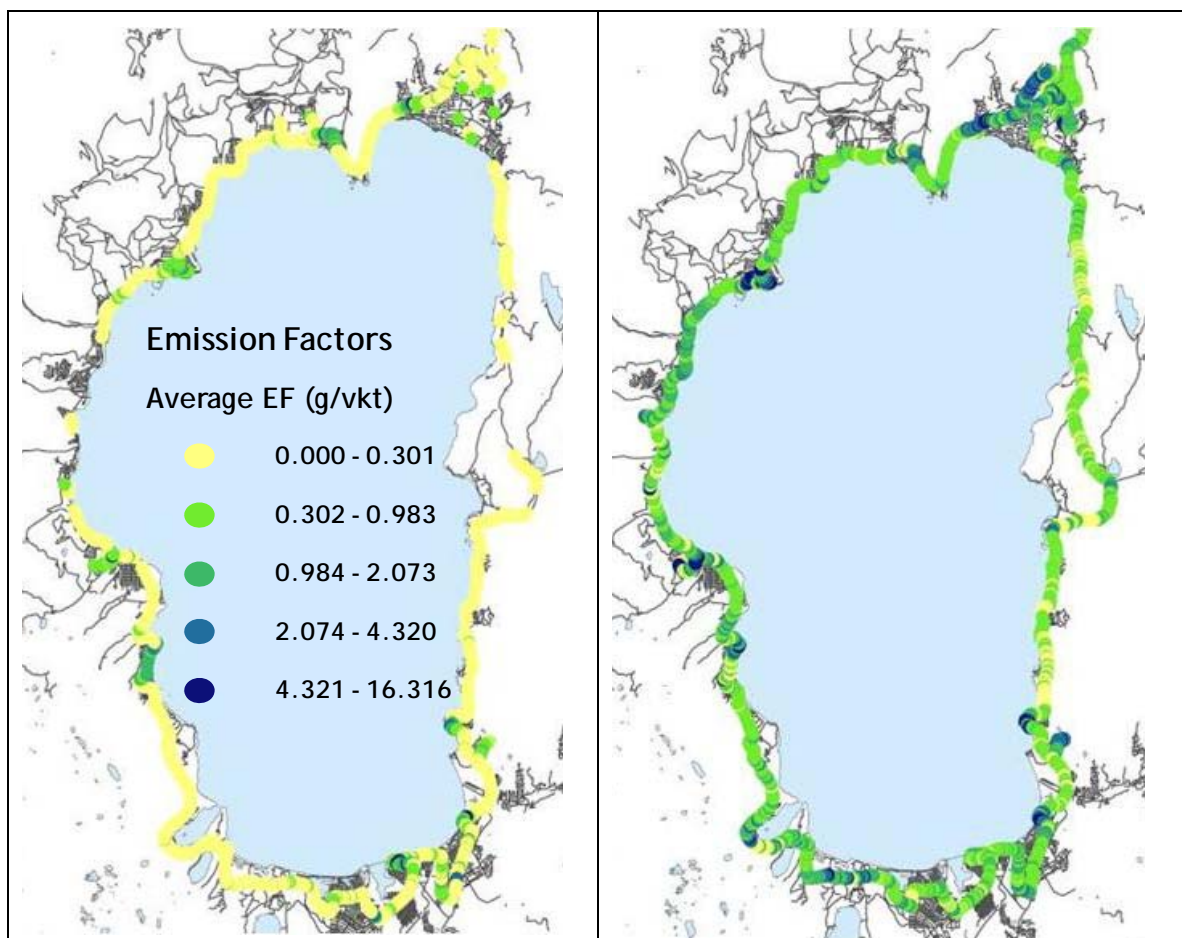 Emission Factors
Average EF (g/vkt)
0.000 - 0.301
0.302 - 0.983
0.984 - 2.073
2.074 - 4.320
4.321 - 16.316